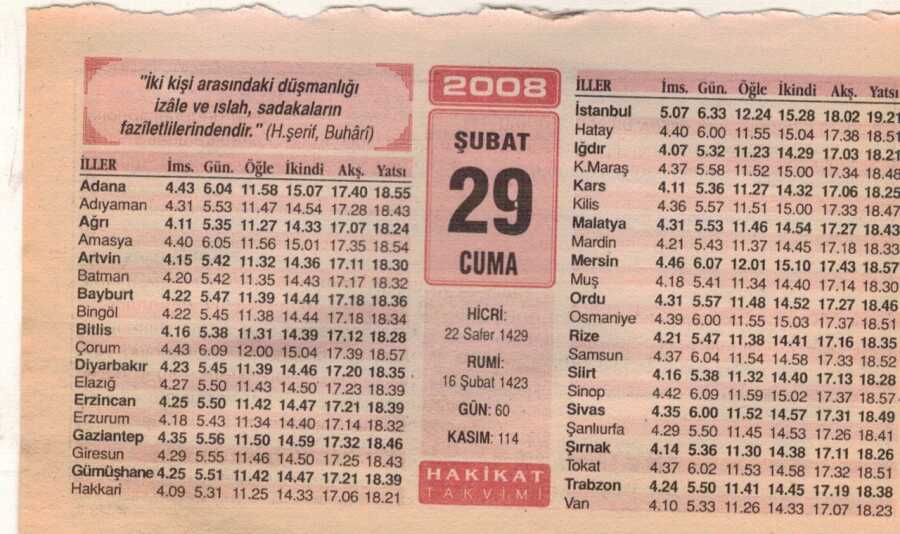 "İki kişi arasındaki düşmanlığı
izâle ve ıslah, sadakaların
fazîletlilerindendir." (H.şerif, Buhârî)
İLLER İms. Gün. Öğle İkindi Akş. Yatsı
Adana 4.43 6.04 11.58 15.07 17.40 18.55
Adıyaman 4.31 5.53 11.47 14.54 17.28 18.43
Ağrı 4.11 5.35 11.27 14.33 17.07 18.24
Amasya 4.40 6.05 11.56 15.01 17.35 18.54
Artvin 4.15 5.42 11.32 14.36 17.11 18.30
Batman 4.20 5.42 11.35 14.43 17.17 18.32
Bayburt 4.22 5.47 11.39 14.44 17.18 18.36
Bingöl 4.22 5.45 11.38 14.44 17.18 18.34
Bitlis 4.16 5.38 11.31 14.39 17.12 18.28
Çorum 4.43 6.09 12.00 15.04 17.39 18.57
Diyarbakır 4.23 5.45 11.39 14.46 17.20 18.35
Elazığ 4.27 5.50 11.43 14.50 17.23 18.39
Erzincan 4.25 5.50 11.42 14.47 17.21 18.39
Erzurum 4.18 5.43 11.34 14.40 17.14 18.32
Gaziantep 4.35 5.56 11.50 14.59 17.32 18.46
Giresun 4.29 5.55 11.46 14.50 17.25 18.43
Gümüşhane 4.25 5.51 11.42 14.47 17.21 18.39
Hakkari 4.09 5.31 11.25 14.33 17.06 18.21
2008
ŞUBAT
29
CUMA
HİCRİ:
22 Safer 1429
RUMİ:
16 Şubat 1423
GÜN: 60
KASIM: 114
HAKİKAT
TAKVİMİ
İLLER İms. Gün. Öğle İkindi Akş. Yatsı
İstanbul 5.07 6.33 12.24 15.28 18.02 19.21
Hatay 4.40 6.00 11.55 15.04 17.38 18.51
Iğdır 4.07 5.32 11.23 14.29 17.03 18.21
K.Maraş 4.37 5.58 11.52 15.00 17.34 18.48
Kars 4.11 5.36 11.27 14.32 17.06 18.25
Kilis 4.36 5.57 11.51 15.00 17.33 18.47
Malatya 4.31 5.53 11.46 14.54 17.27 18.43
Mardin 4.21 5.43 11.37 14.45 17.18 18.33
Mersin 4.46 6.07 12.01 15.10 17.43 18.57
Muş 4.18 5.41 11.34 14.40 17.14 18.30
Ordu 4.31 5.57 11.48 14.52 17.27 18.46
Osmaniye 4.39 6.00 11.55 15.03 17.37 18.51
Rize 4.21 5.47 11.38 14.41 17.16 18.35
Samsun 4.37 6.04 11.54 14.58 17.33 18.52
Siirt 4.16 5.38 11.32 14.40 17.13 18.28
Sinop 4.42 6.09 11.59 15.02 17.37 18.57
Sivas 4.35 6.00 11.52 14.57 17.31 18.49
Şanlıurfa 4.29 5.50 11.45 14.53 17.26 18.41
Şırnak 4.14 5.36 11.30 14.38 17.11 18.26
Tokat 4.37 6.02 11.53 14.58 17.32 18.51
Trabzon 4.24 5.50 11.41 14.45 17.19 18.38
Van 4.10 5.33 11.26 14.33 17.07 18.23